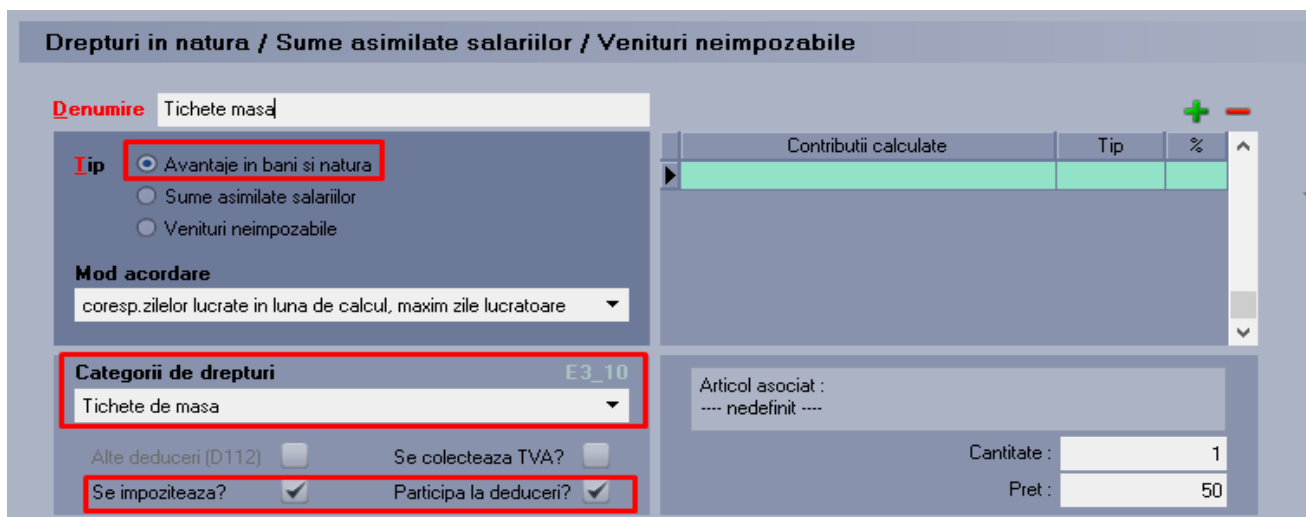 Drepturi in natura / Sume asimilate salariilor / Venituri neimpozabile
Denumire Tichete masa
Tip Avantaje in bani si natura
Sume asimilate salariilor
Venituri neimpozabile
Mod acordare
coresp.zilelor lucrate in luna de calcul, maxim zile lucratoare
Contributii calculate Tip %
Categorii de drepturi E3_10
Tichete de masa
Alte deduceri (D112) Se colecteaza TVA?
Se impoziteaza? Participa la deduceri?
Articol asociat :
---- nedefinit ----
Cantitate : 1
Pret : 50